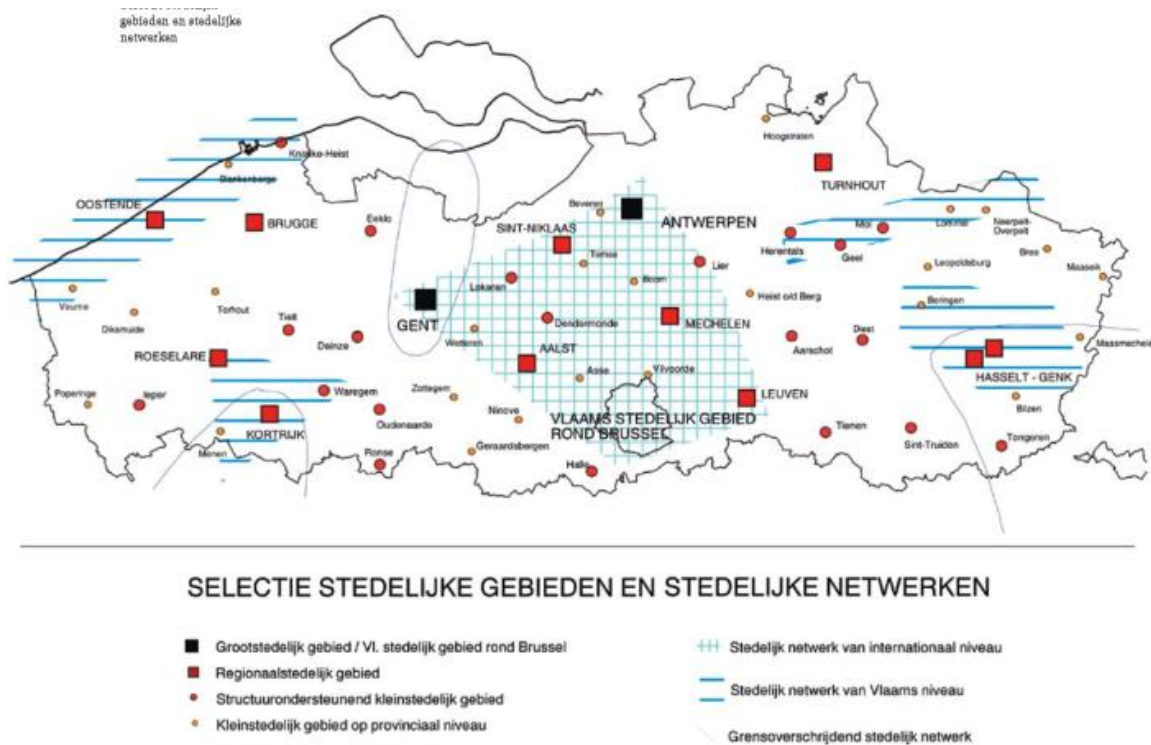 gebieden en stedelijke
netwerken
Hoogstraten
Knokke-Heist
Blankenberge
TURNHOUT
OOSTENDE
BRUGGE
Eeklo
Beveren
ANTWERPEN
SINT-NIKLAAS
Mol
Lommel
Neerpelt-
Overpelt
Herentals
Geel
Bree
Temse
Lier
Leopoldsburg
Maaseik
Lokeren
Boom
Veurne
Torhout
Heist o/d Berg
Beringen
Diksmuide
GENT
Tielt
Dendermonde
MECHELEN
Deinze
Wetteren
Aarschot
Diest
Massmechele
ROESELARE
AALST
HASSELT - GENK
Asse
Vilvoorde
Poperinge
Ieper
Waregem
Zottegem
LEUVEN
Bilzen
KORTRIJK
Oudenaarde
Ninove
VLAAMS STEDELIJK GEBIED
ROND BRUSSEL
Menen
Geraardsbergen
Tienen
Sint-Truiden
Tongeren
Ronse
Halle
SELECTIE STEDELIJKE GEBIEDEN EN STEDELIJKE NETWERKEN
Grootstedelijk gebied / Vl. stedelijk gebied rond Brussel
Regionaalstedelijk gebied
Structuurondersteunend kleinstedelijk gebied
Kleinstedelijk gebied op provinciaal niveau
Stedelijk netwerk van internationaal niveau
Stedelijk netwerk van Vlaams niveau
Grensoverschrijdend stedelijk netwerk